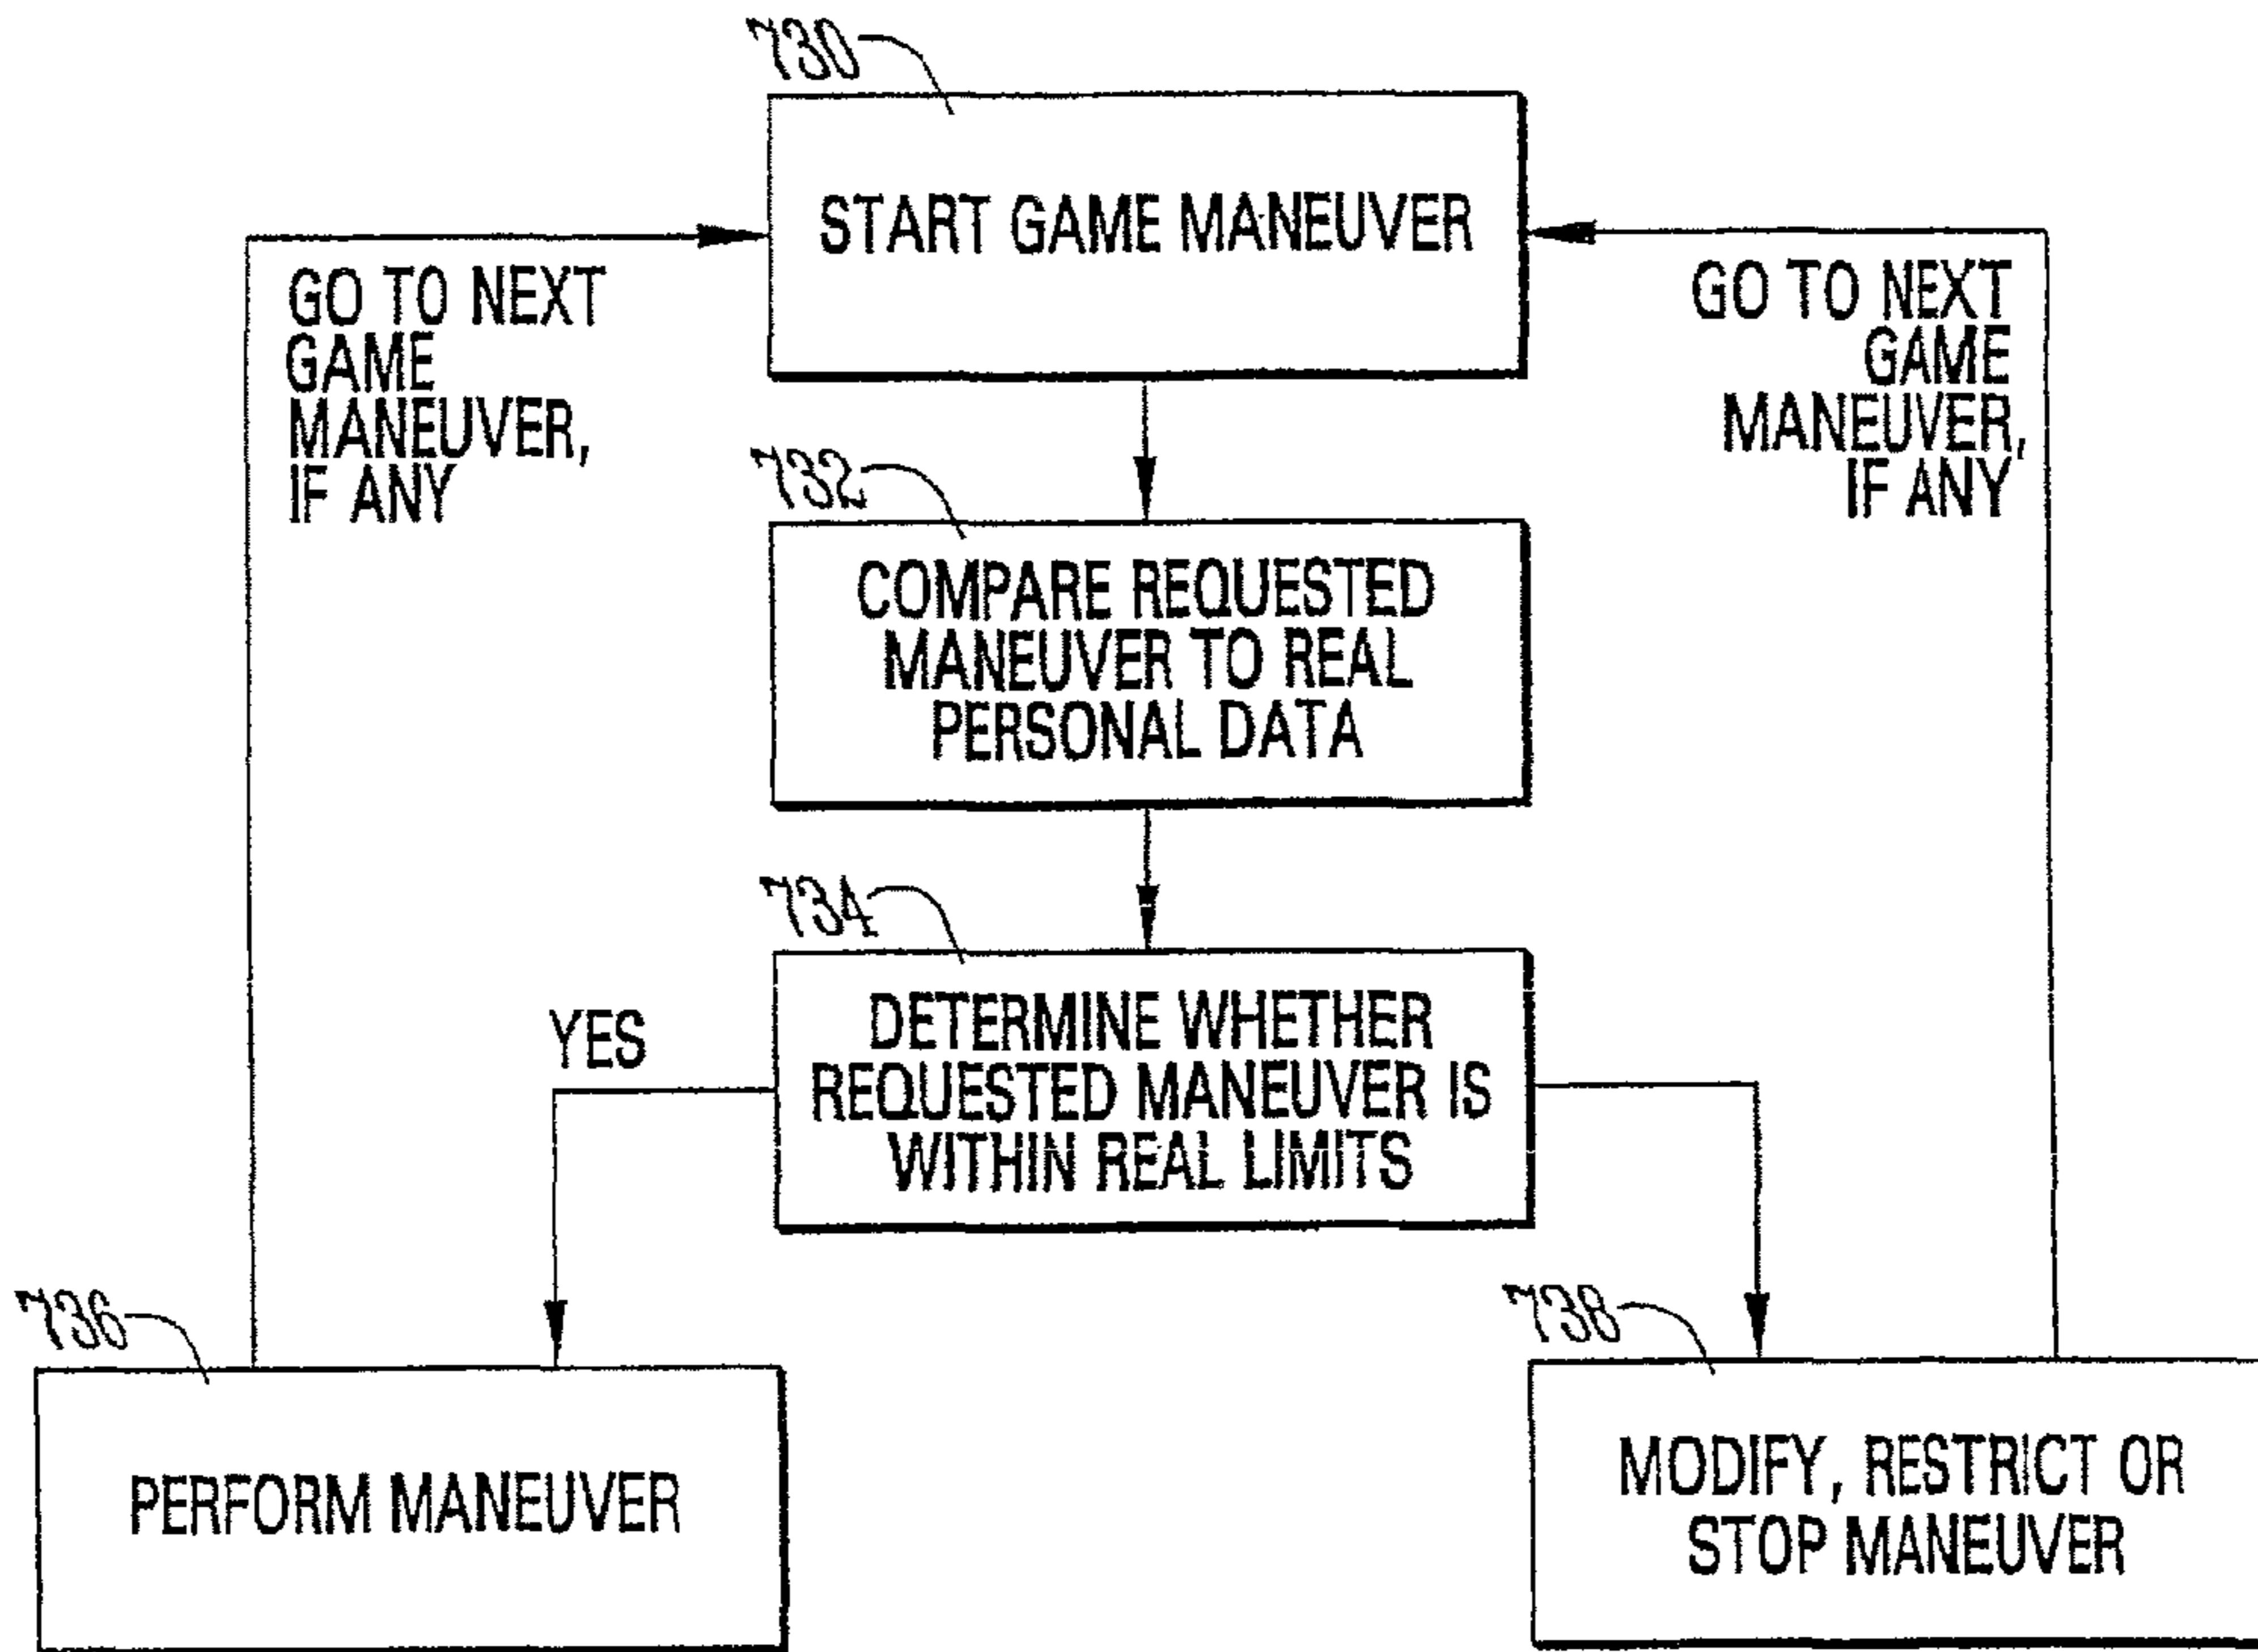 730
START GAME MANEUVER
GO TO NEXT
GAME
MANEUVER,
IF ANY
GO TO NEXT
GAME
MANEUVER,
IF ANY
732
COMPARE REQUESTED
MANEUVER TO REAL
PERSONAL DATA
734
DETERMINE WHETHER
REQUESTED MANEUVER IS
WITHIN REAL LIMITS
YES
736
PERFORM MANEUVER
738
MODIFY, RESTRICT OR
STOP MANEUVER